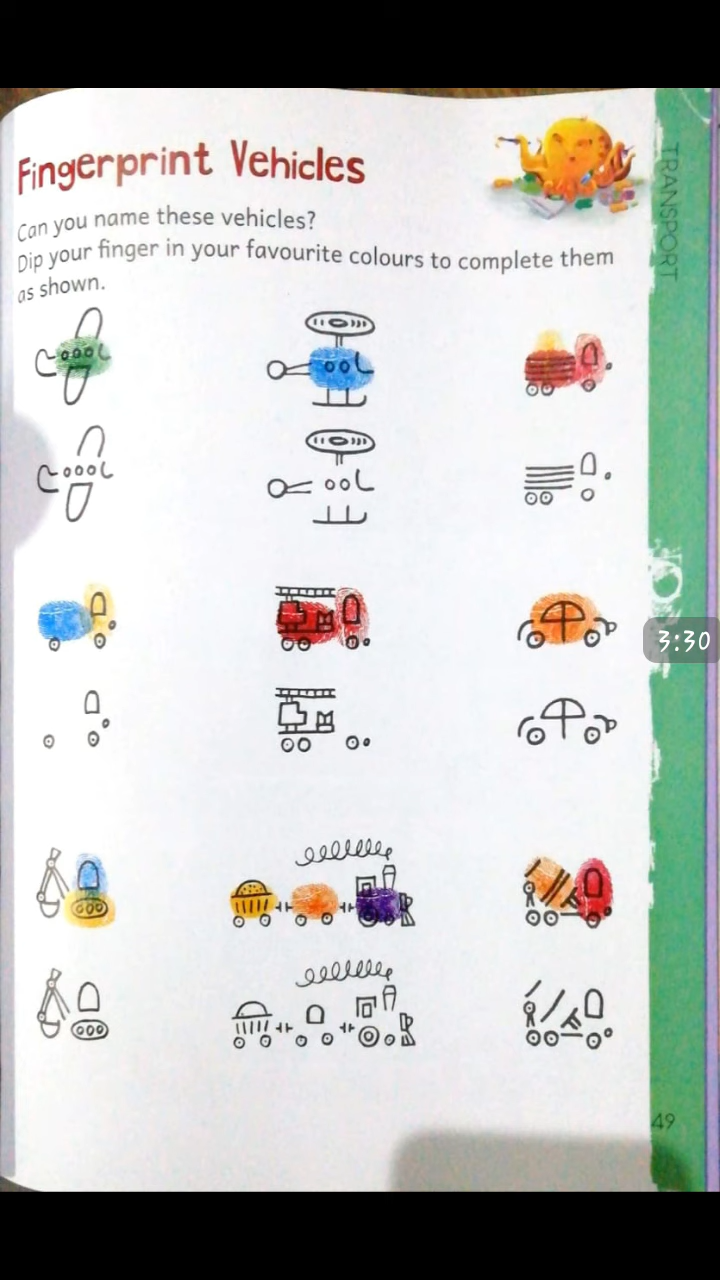 Fingerprint Vehicles
Can you name these vehicles?
Dip your finger in your favourite colours to complete them
as shown.
TRANSPORT
3:30
49